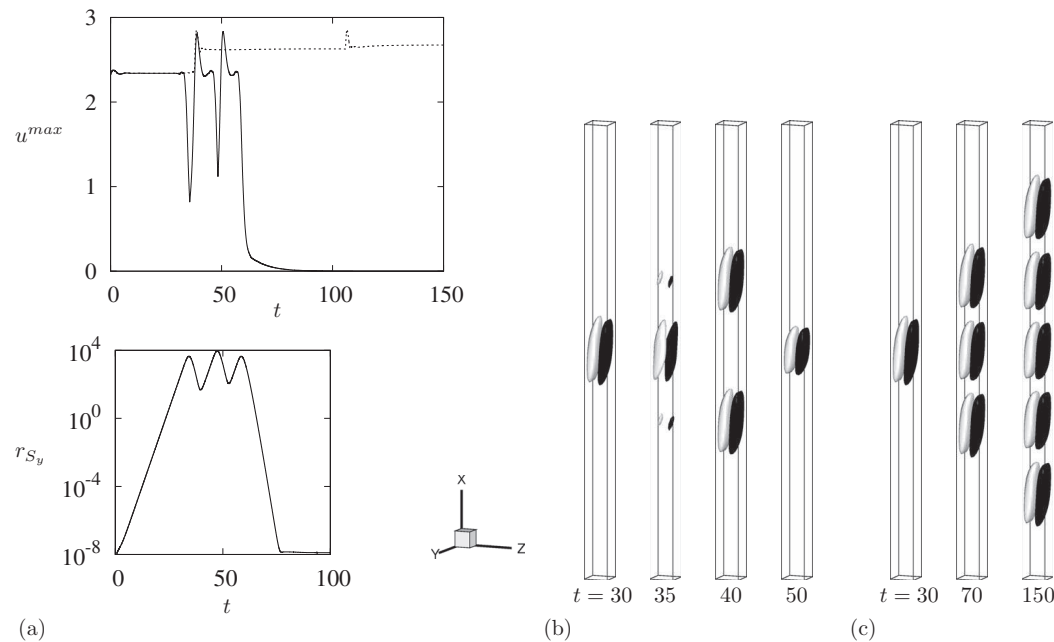 3
2
u^{max}
1
0
0 50 100 150
t
10^4
10^0
r_{S_y}
10^{-4}
10^{-8}
0 50 100
t
X
Y Z
t = 30 35 40 50
t = 30 70 150
(a) (b) (c)